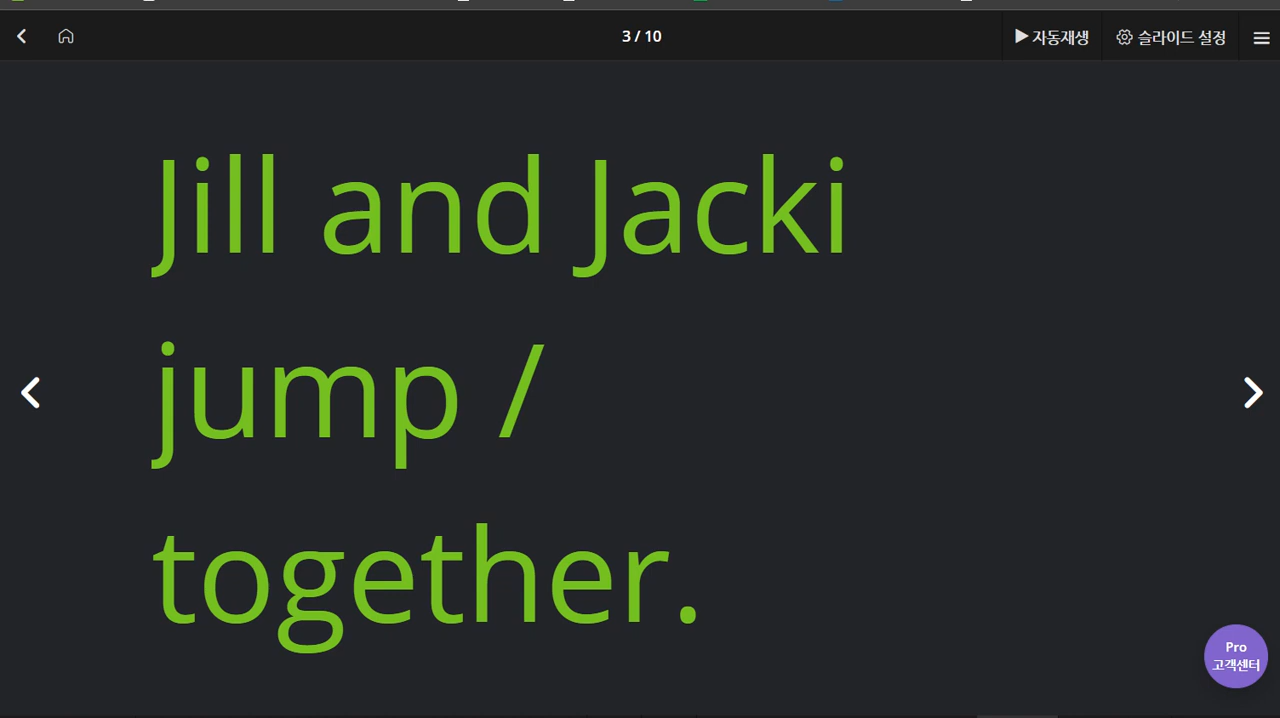 3 / 10
▶ 자동재생
슬라이드 설정
Jill and Jacki
jump /
together.
Pro
고객센터